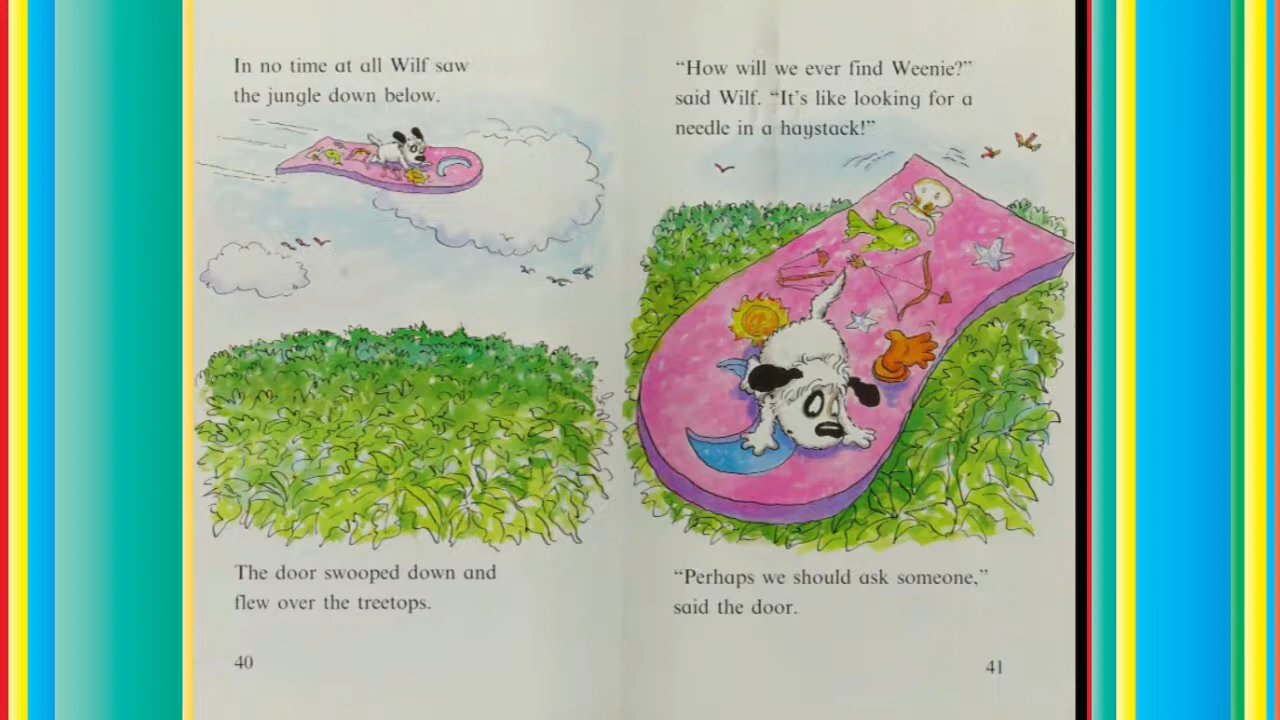 In no time at all Wilf saw
the jungle down below.
The door swooped down and
flew over the treetops.
40
“How will we ever find Weenie?”
said Wilf. “It’s like looking for a
needle in a haystack!”
“Perhaps we should ask someone,”
said the door.
41